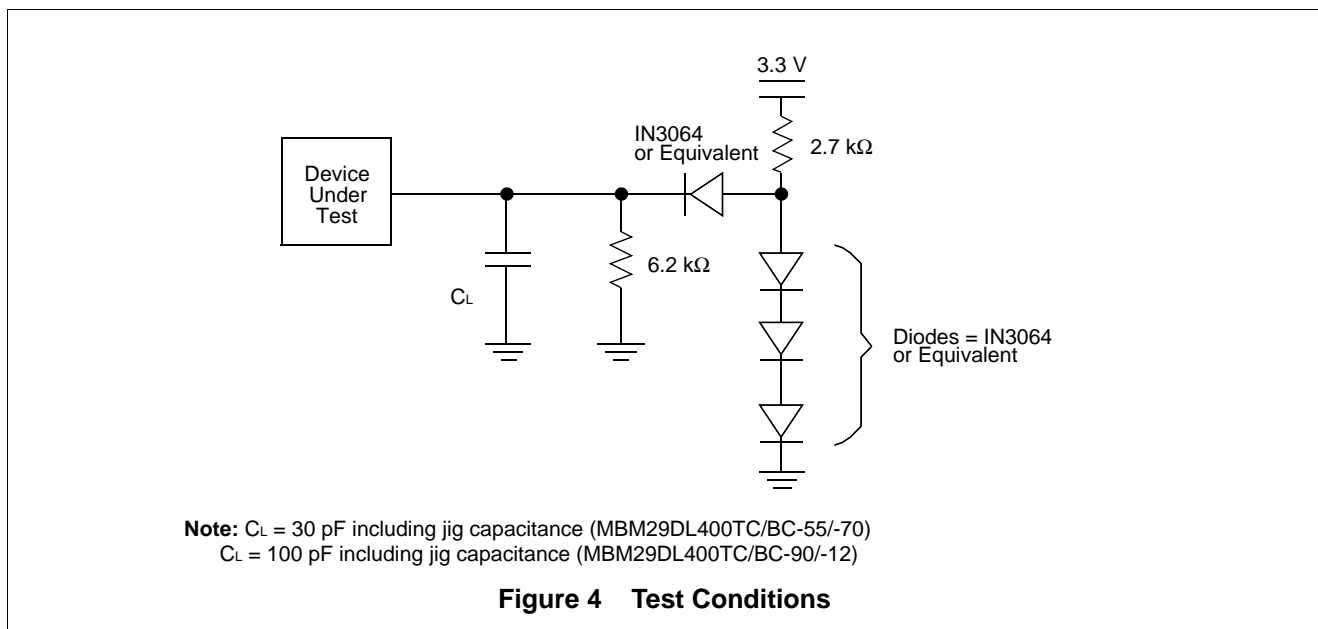 3.3 V
IN3064
or Equivalent
2.7 kΩ
Device
Under
Test
6.2 kΩ
CL
Diodes = IN3064
or Equivalent
Note: CL = 30 pF including jig capacitance (MBM29DL400TC/BC-55/-70)
CL = 100 pF including jig capacitance (MBM29DL400TC/BC-90/-12)
Figure 4 Test Conditions